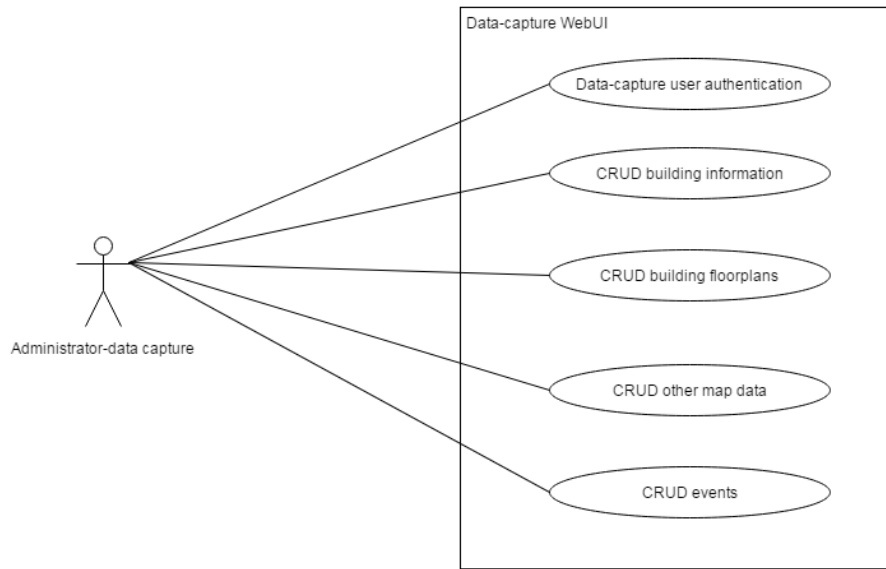 Data-capture WebUI
Data-capture user authentication
CRUD building information
CRUD building floorplans
Administrator-data capture
CRUD other map data
CRUD events